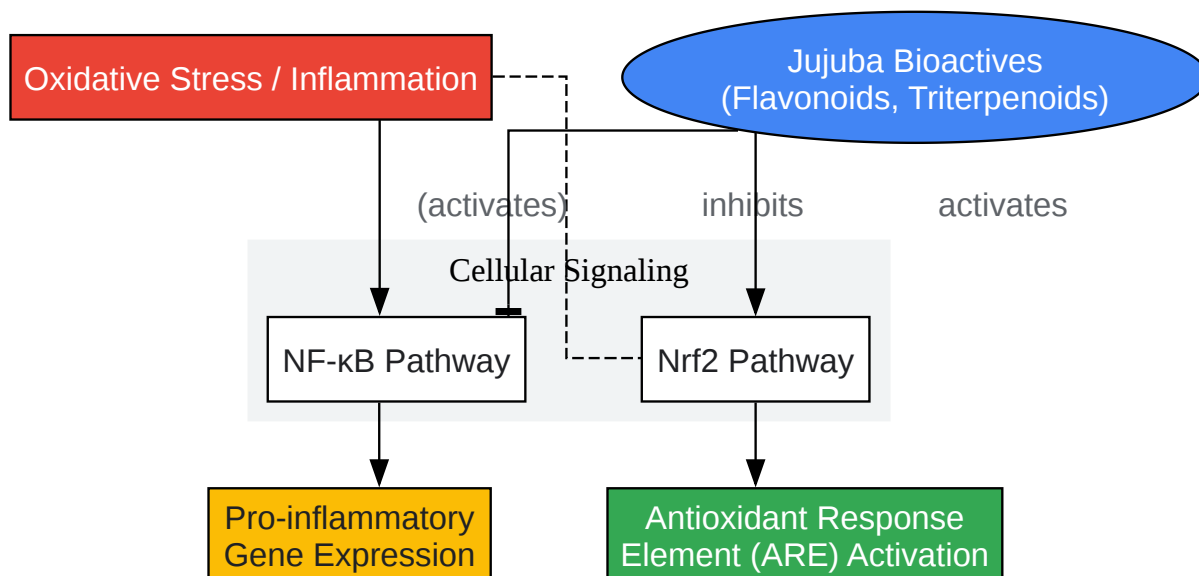 Oxidative Stress / Inflammation
Jujuba Bioactives
(Flavonoids, Triterpenoids)
(activates)
inhibits
activates
Cellular Signaling
NF-κB Pathway
Nrf2 Pathway
Pro-inflammatory
Gene Expression
Antioxidant Response
Element (ARE) Activation